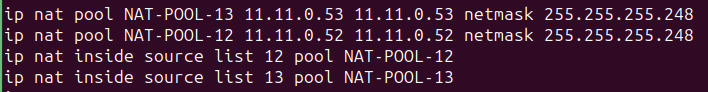 ip nat pool NAT-POOL-13 11.11.0.53 11.11.0.53 netmask 255.255.255.248
ip nat pool NAT-POOL-12 11.11.0.52 11.11.0.52 netmask 255.255.255.248
ip nat inside source list 12 pool NAT-POOL-12
ip nat inside source list 13 pool NAT-POOL-13